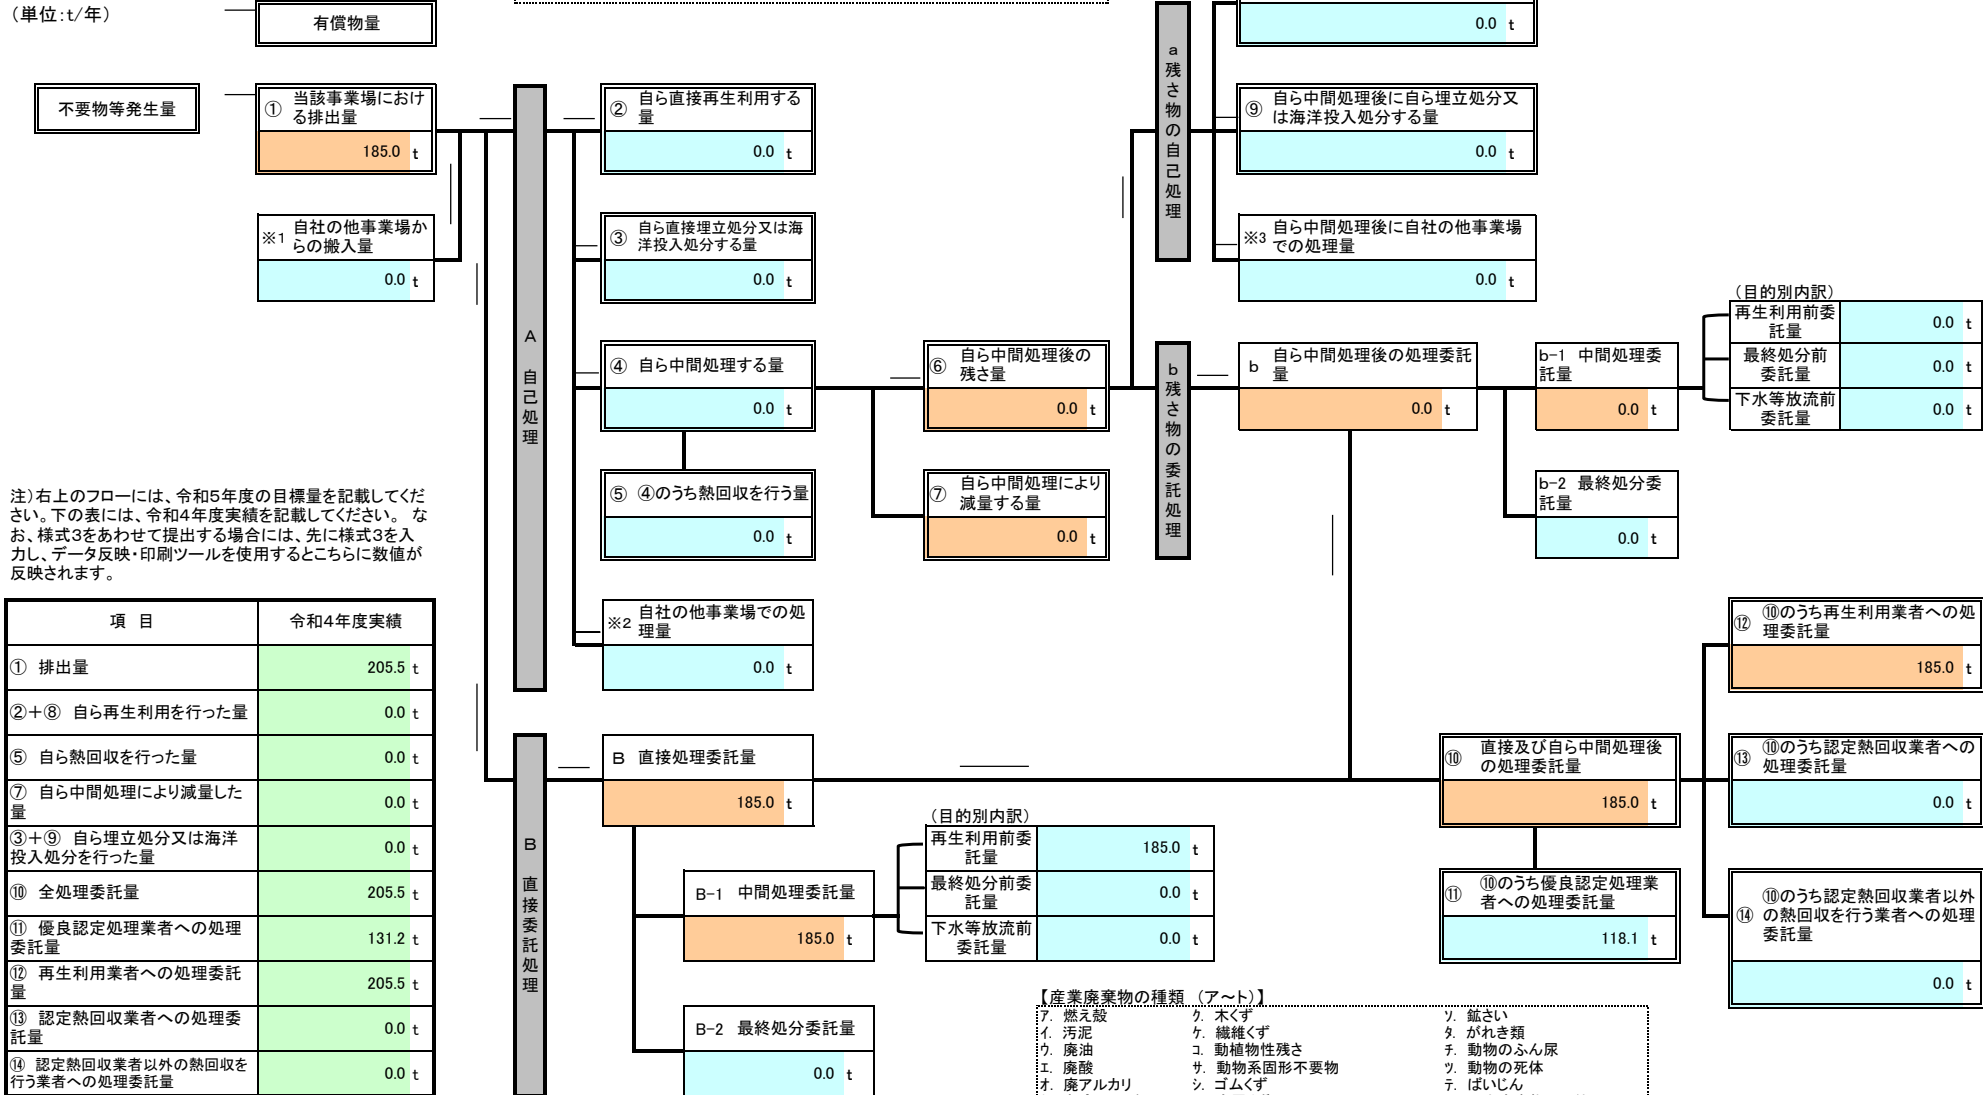 （単位:t/年）
有償物量
0.0 t
不要物等発生量
① 当該事業場におけ
る排出量
185.0 t
※1 自社の他事業場か
らの搬入量
0.0 t
A 自己処理
② 自ら直接再生利用する
量
0.0 t
③ 自ら直接埋立処分又は海
洋投入処分する量
0.0 t
④ 自ら中間処理する量
0.0 t
⑤ ④のうち熱回収を行う量
0.0 t
※2 自社の他事業場での処
理量
0.0 t
⑥ 自ら中間処理後の
残さ量
0.0 t
⑦ 自ら中間処理により
減量する量
0.0 t
a 残さ物の自己処理
⑨ 自ら中間処理後に自ら埋立処分又
は海洋投入処分する量
0.0 t
※3 自ら中間処理後に自社の他事業場
での処理量
0.0 t
b 残さ物の委託処理
b 自ら中間処理後の処理委託
量
0.0 t
b-1 中間処理委
託量
0.0 t
b-2 最終処分委
託量
0.0 t
（目的別内訳）
再生利用前委
託量
0.0 t
最終処分前
委託量
0.0 t
下水等放流前
委託量
0.0 t
注）右上のフローには、令和5年度の目標量を記載してくだ
さい。下の表には、令和4年度実績を記載してください。 な
お、様式3をあわせて提出する場合には、先に様式3を入
力し、データ反映・印刷ツールを使用するとこちらに数値が
反映されます。
項 目 令和4年度実績
① 排出量 205.5 t
②＋⑧ 自ら再生利用を行った量 0.0 t
⑤ 自ら熱回収を行った量 0.0 t
⑦ 自ら中間処理により減量した
量 0.0 t
③＋⑨ 自ら埋立処分又は海洋
投入処分を行った量 0.0 t
⑩ 全処理委託量 205.5 t
⑪ 優良認定処理業者への処理
委託量 131.2 t
⑫ 再生利用業者への処理委託
量 205.5 t
⑬ 認定熱回収業者への処理委
託量 0.0 t
⑭ 認定熱回収業者以外の熱回収を
行う業者への処理委託量 0.0 t
B 直接委託処理
B 直接処理委託量
185.0 t
B-1 中間処理委託量
185.0 t
B-2 最終処分委託量
0.0 t
（目的別内訳）
再生利用前委
託量
185.0 t
最終処分前委
託量
0.0 t
下水等放流前
委託量
0.0 t
⑩ 直接及び自ら中間処理後
の処理委託量
185.0 t
⑪ ⑩のうち優良認定処理業
者への処理委託量
118.1 t
⑫ ⑩のうち再生利用業者への処
理委託量
185.0 t
⑬ ⑩のうち認定熱回収業者への
処理委託量
0.0 t
⑭ ⑩のうち認定熱回収業者以外
の熱回収を行う業者への処理
委託量
0.0 t
【産業廃棄物の種類 （ア～ト）】
ア. 燃え殻 ク. 木くず ソ. 鉱さい
イ. 汚泥 ケ. 繊維くず タ. がれき類
ウ. 廃油 コ. 動植物性残さ チ. 動物のふん尿
エ. 廃酸 サ. 動物系固形不要物 ツ. 動物の死体
オ. 廃アルカリ シ. ゴムくず テ. ばいじん